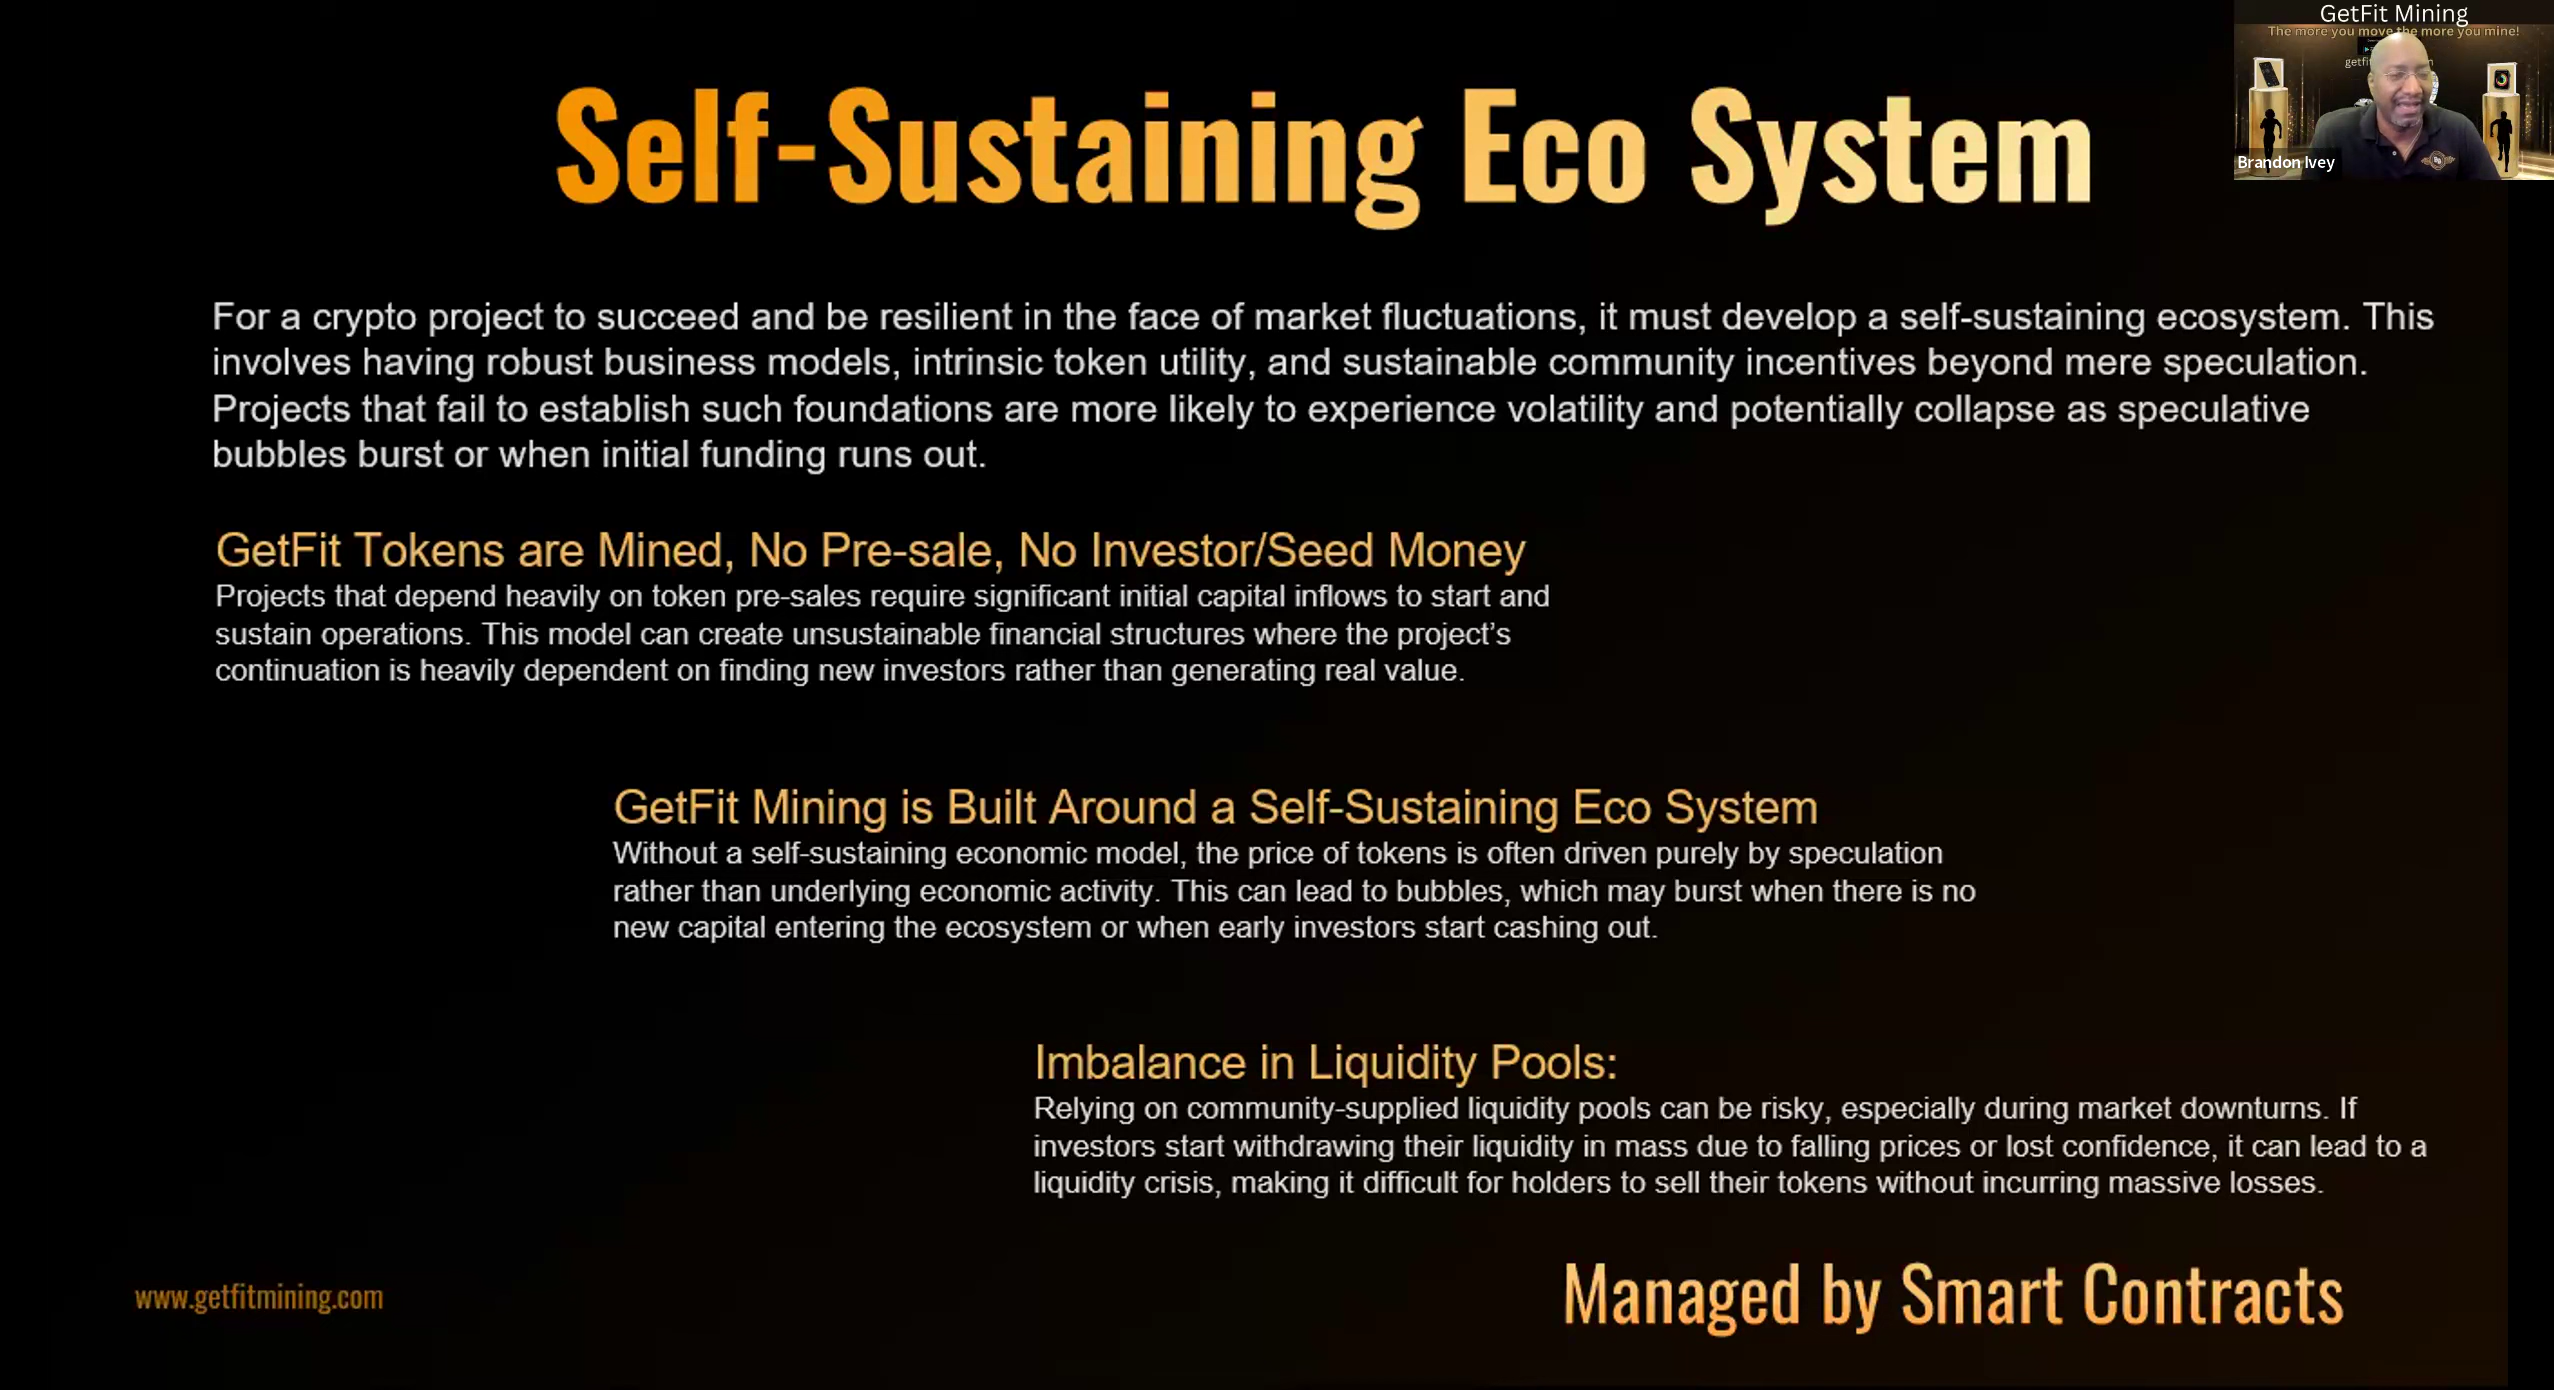 GetFit Mining
The more you move the more you mine!
getfi
Brandon Ivey
Self-Sustaining Eco System
For a crypto project to succeed and be resilient in the face of market fluctuations, it must develop a self-sustaining ecosystem. This
involves having robust business models, intrinsic token utility, and sustainable community incentives beyond mere speculation.
Projects that fail to establish such foundations are more likely to experience volatility and potentially collapse as speculative
bubbles burst or when initial funding runs out.
GetFit Tokens are Mined, No Pre-sale, No Investor/Seed Money
Projects that depend heavily on token pre-sales require significant initial capital inflows to start and
sustain operations. This model can create unsustainable financial structures where the project's
continuation is heavily dependent on finding new investors rather than generating real value.
GetFit Mining is Built Around a Self-Sustaining Eco System
Without a self-sustaining economic model, the price of tokens is often driven purely by speculation
rather than underlying economic activity. This can lead to bubbles, which may burst when there is no
new capital entering the ecosystem or when early investors start cashing out.
Imbalance in Liquidity Pools:
Relying on community-supplied liquidity pools can be risky, especially during market downturns. If
investors start withdrawing their liquidity in mass due to falling prices or lost confidence, it can lead to a
liquidity crisis, making it difficult for holders to sell their tokens without incurring massive losses.
www.getfitmining.com
Managed by Smart Contracts